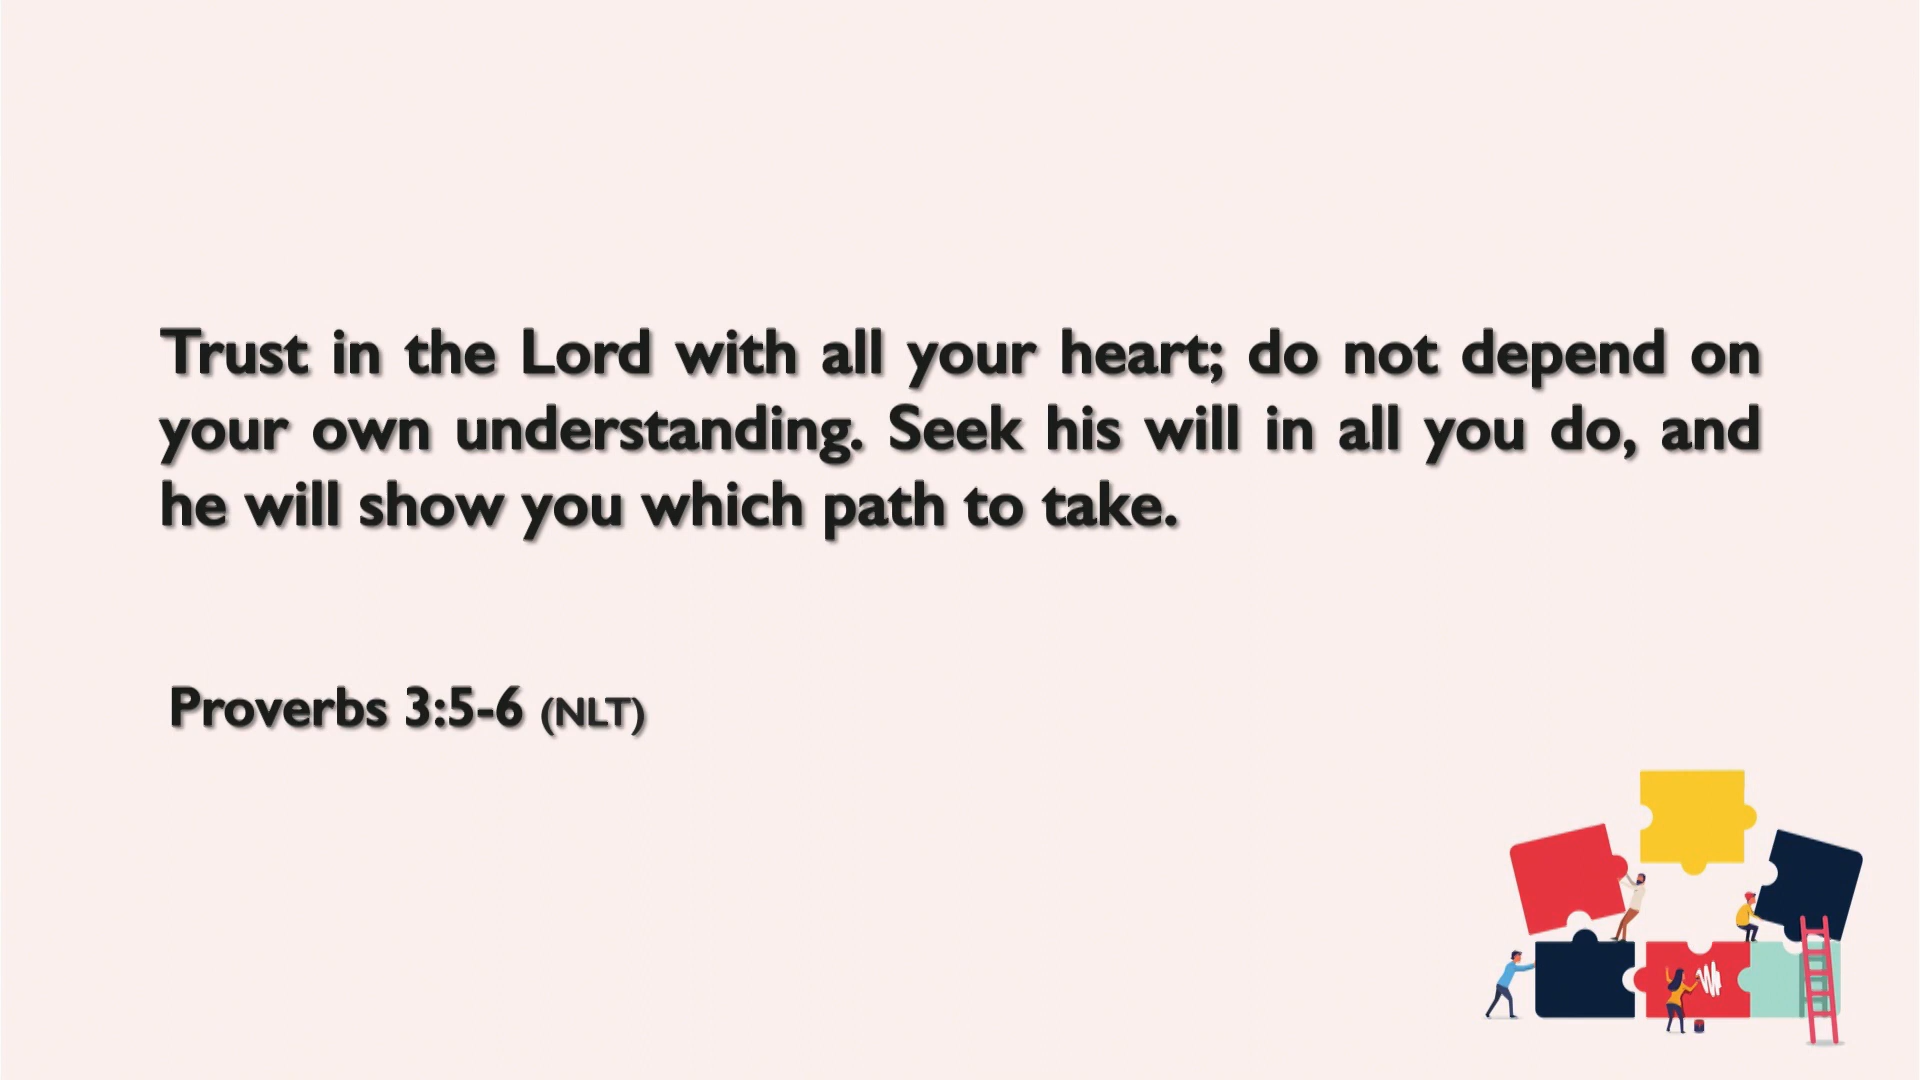 Trust in the Lord with all your heart; do not depend on
your own understanding. Seek his will in all you do, and
he will show you which path to take.
Proverbs 3:5-6 (NLT)